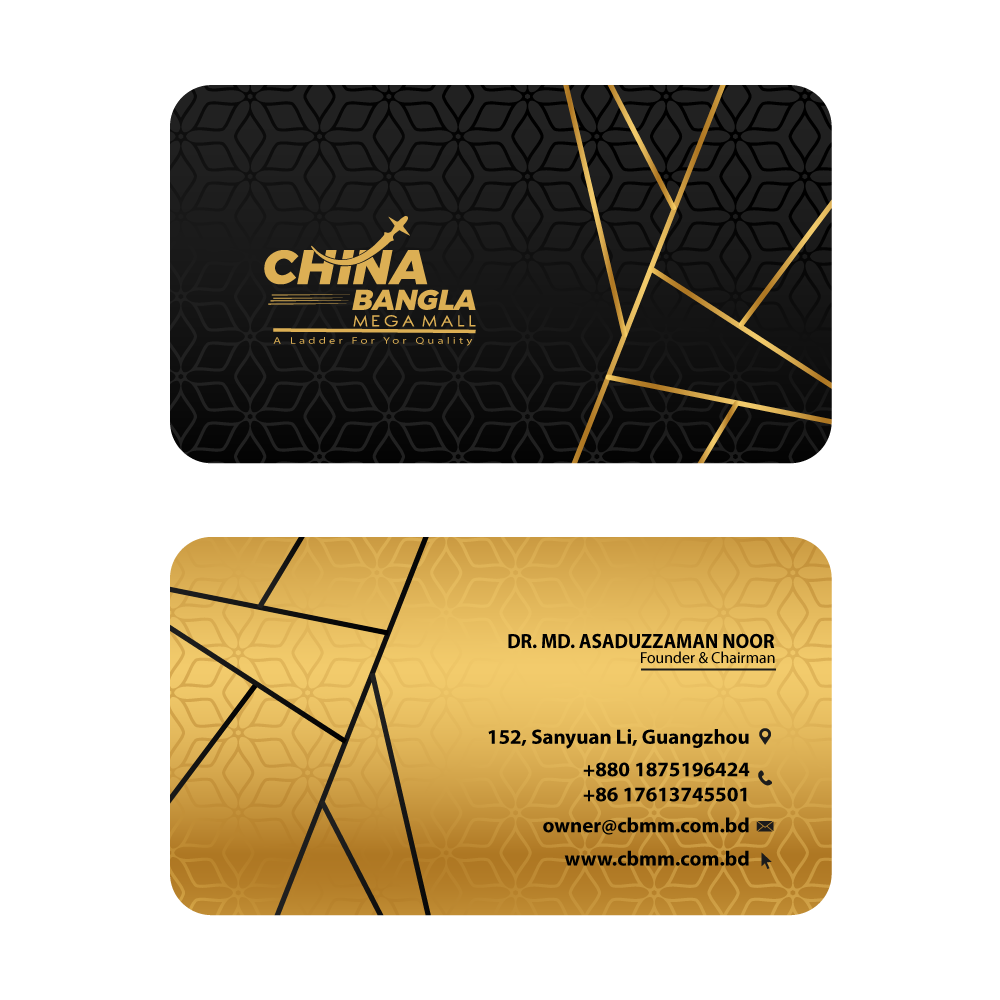 CHINA
BANGLA
MEGA MALL
A Ladder For Yor Quality
DR. MD. ASADUZZAMAN NOOR
Founder & Chairman
152, Sanyuan Li, Guangzhou
+880 1875196424
+86 17613745501
owner@cbmm.com.bd
www.cbmm.com.bd